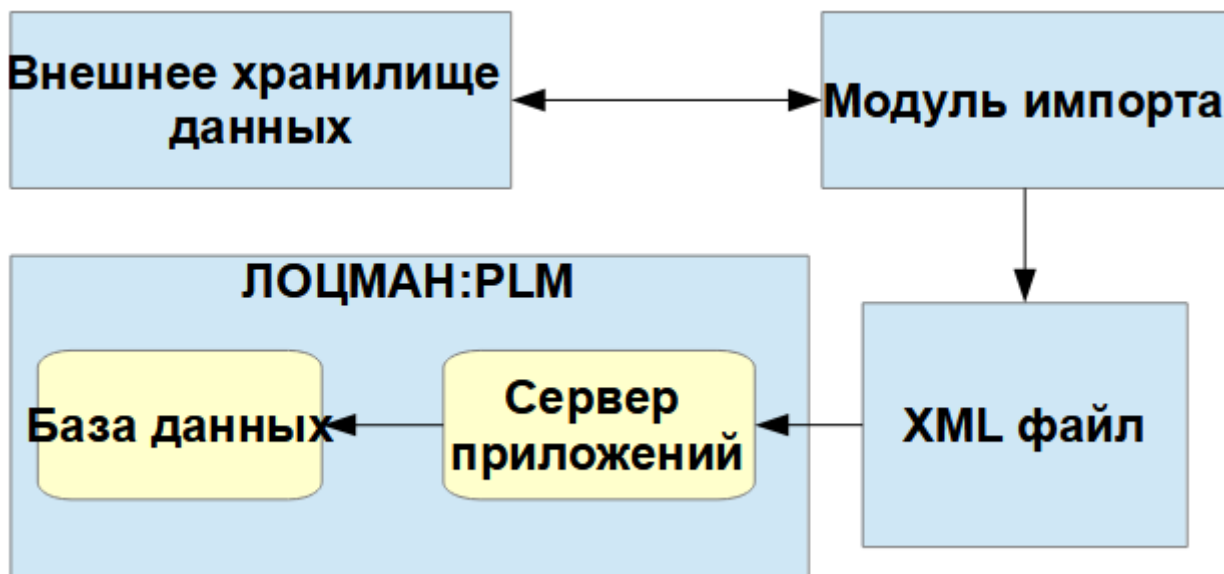 Внешнее хранилище
данных
Модуль импорта
ЛОЦМАН:PLM
База данных
Сервер
приложений
XML файл